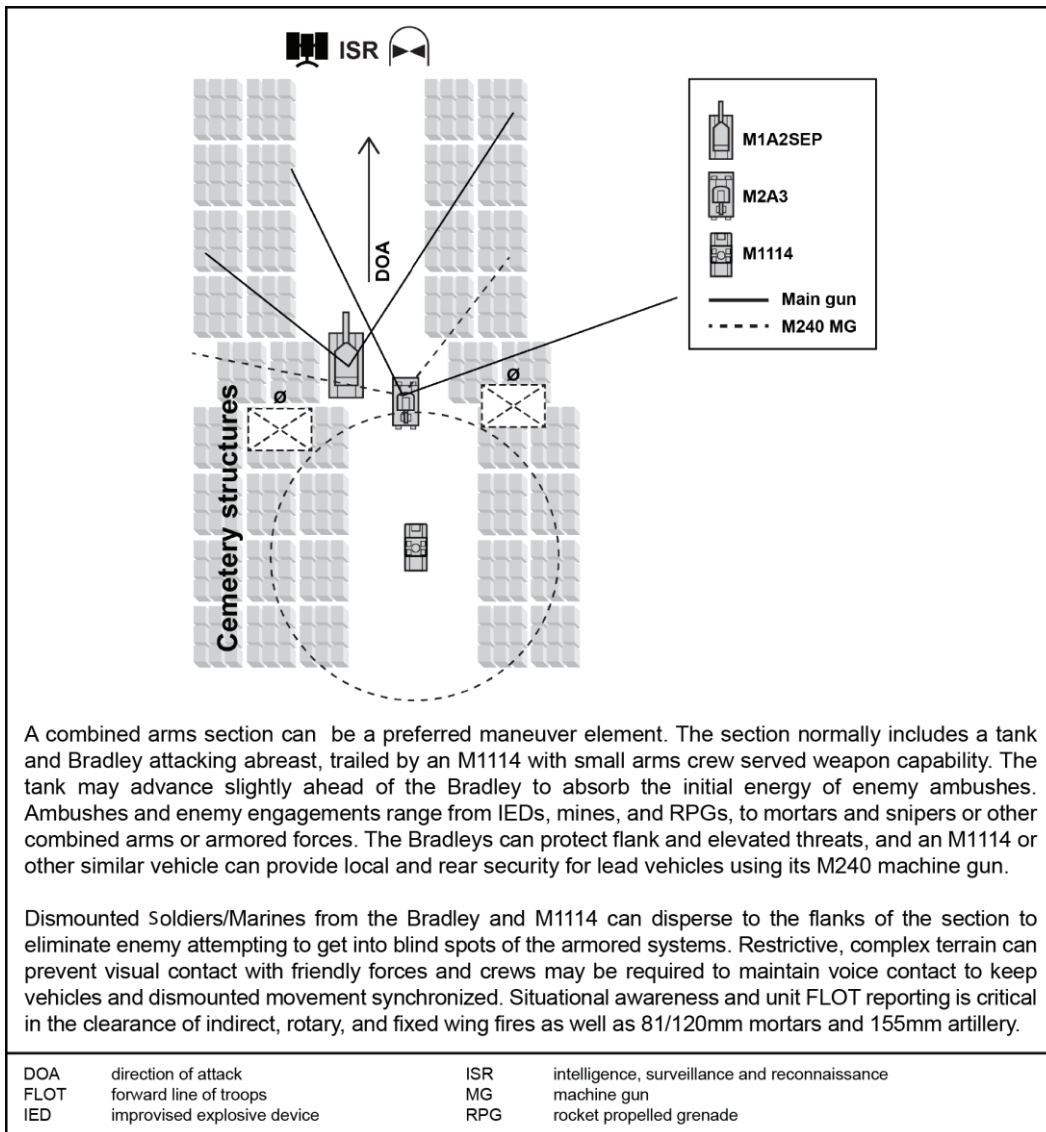 ISR
M1A2SEP
M2A3
M1114
Main gun
M240 MG
DOA
Ø
Ø
Cemetery structures
A combined arms section can be a preferred maneuver element. The section normally includes a tank
and Bradley attacking abreast, trailed by an M1114 with small arms crew served weapon capability. The
tank may advance slightly ahead of the Bradley to absorb the initial energy of enemy ambushes.
Ambushes and enemy engagements range from IEDs, mines, and RPGs, to mortars and snipers or other
combined arms or armored forces. The Bradleys can protect flank and elevated threats, and an M1114 or
other similar vehicle can provide local and rear security for lead vehicles using its M240 machine gun.
Dismounted Soldiers/Marines from the Bradley and M1114 can disperse to the flanks of the section to
eliminate enemy attempting to get into blind spots of the armored systems. Restrictive, complex terrain can
prevent visual contact with friendly forces and crews may be required to maintain voice contact to keep
vehicles and dismounted movement synchronized. Situational awareness and unit FLOT reporting is critical
in the clearance of indirect, rotary, and fixed wing fires as well as 81/120mm mortars and 155mm artillery.
DOA direction of attack ISR intelligence, surveillance and reconnaissance
FLOT forward line of troops MG machine gun
IED improvised explosive device RPG rocket propelled grenade